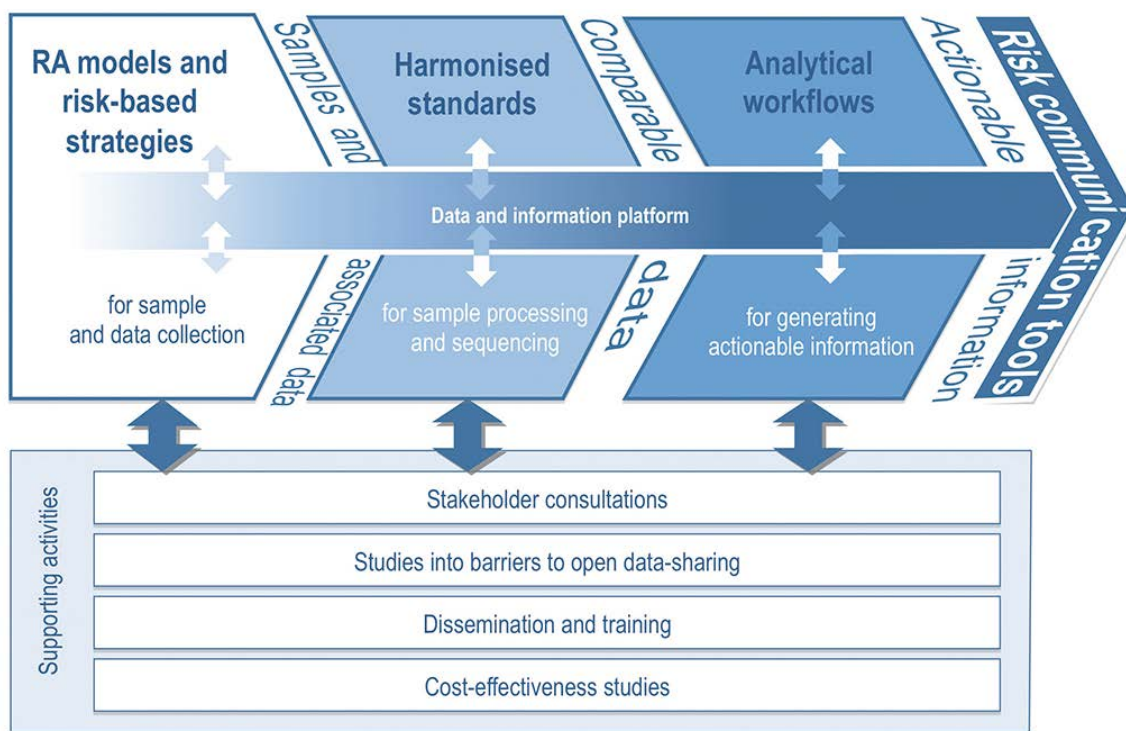 RA models and
risk-based
strategies
for sample
and data collection
Samples and
associated data
Harmonised
standards
for sample processing
and sequencing
Comparable
data
Analytical
workflows
for generating
actionable information
Actionable
information
Risk communi
cation tools
Data and information platform
Supporting activities
Stakeholder consultations
Studies into barriers to open data-sharing
Dissemination and training
Cost-effectiveness studies